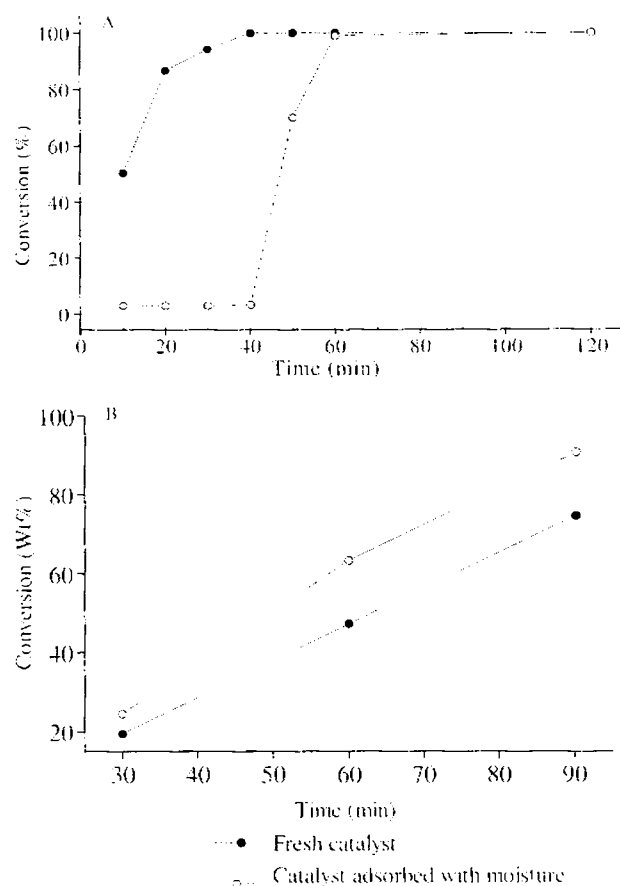 A
100
80
60
40
20
0
Conversion (%)
0 20 40 60 80 100 120
Time (min)
B
100
80
60
40
20
Conversion (Wt%)
30 40 50 60 70 80 90
Time (min)
Fresh catalyst
Catalyst adsorbed with moisture